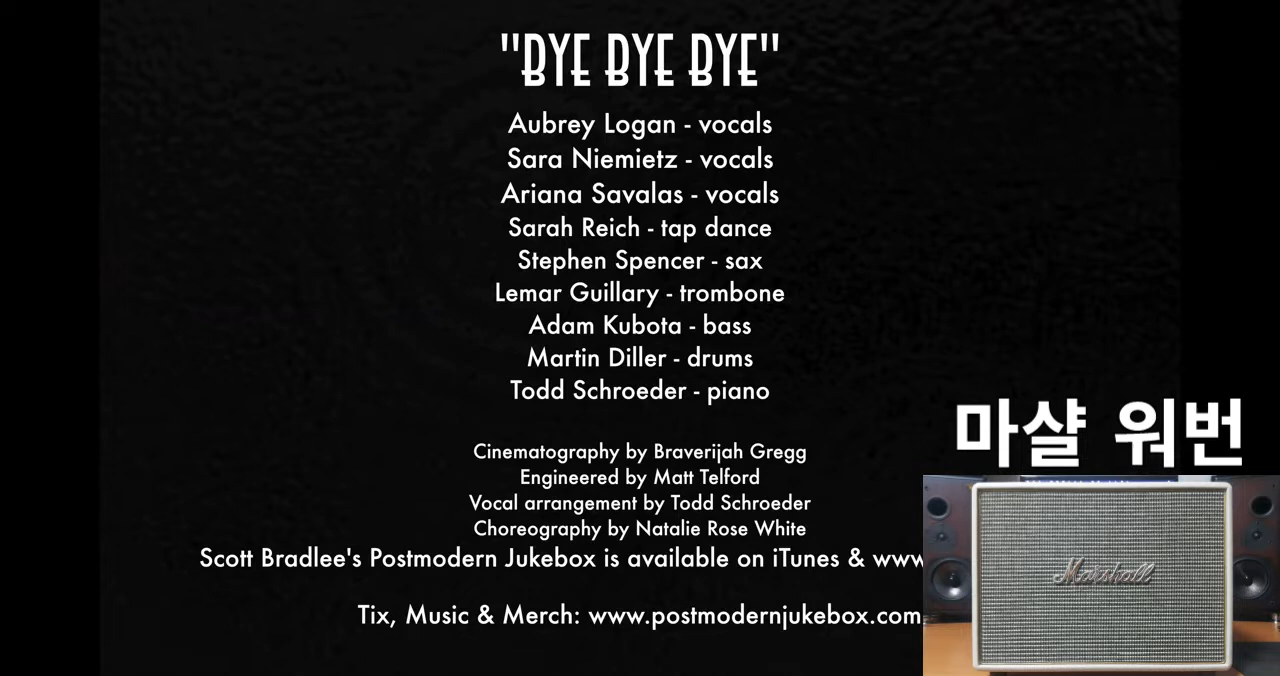 "BYE BYE BYE"
Aubrey Logan - vocals
Sara Niemietz - vocals
Ariana Savalas - vocals
Sarah Reich - tap dance
Stephen Spencer - sax
Lemar Guillary - trombone
Adam Kubota - bass
Martin Diller - drums
Todd Schroeder - piano
Cinematography by Braverijah Gregg
Engineered by Matt Telford
Vocal arrangement by Todd Schroeder
Choreography by Natalie Rose White
Scott Bradlee's Postmodern Jukebox is available on iTunes & www
Tix, Music & Merch: www.postmodernjukebox.com
마샬 워번
Marshall